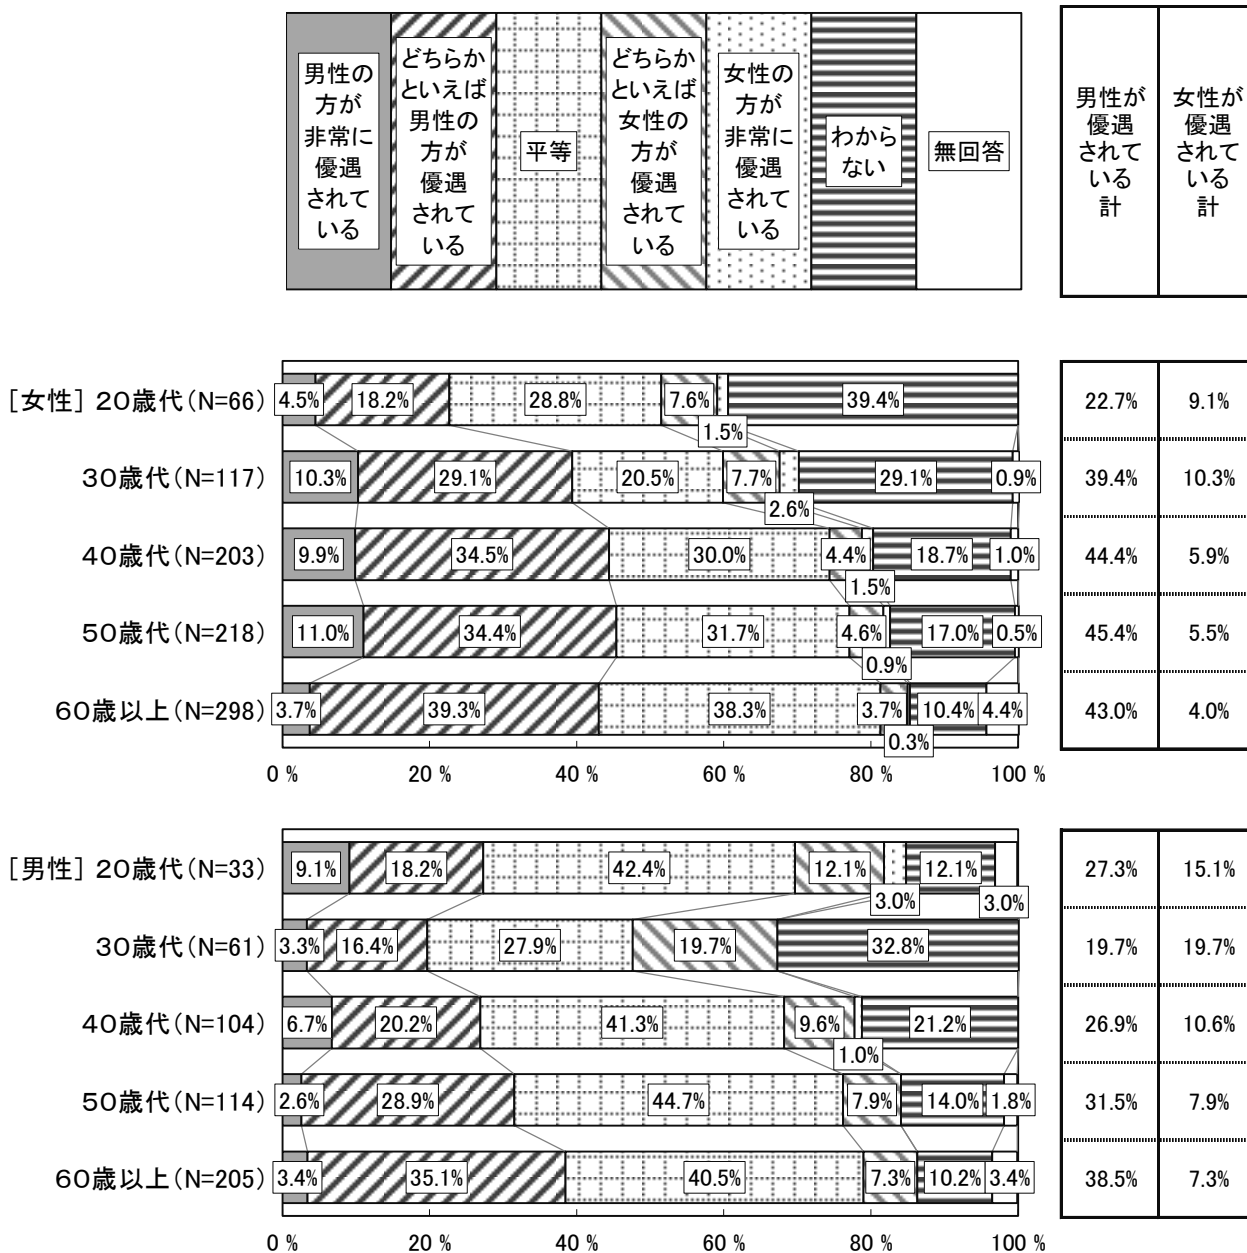 男性の
方が
非常に
優遇
されて
いる
どちらか
といえば
男性の
方が
優遇
されて
いる
平等
どちらか
といえば
女性の
方が
優遇
されて
いる
女性の
方が
非常に
優遇
されて
いる
わから
ない
無回答
男性が
優遇
されて
いる
計
女性が
優遇
されて
いる
計
[女性] 20歳代(N=66) 4.5% 18.2% 28.8% 7.6% 1.5% 39.4% 22.7% 9.1%
30歳代(N=117) 10.3% 29.1% 20.5% 7.7% 2.6% 29.1% 0.9% 39.4% 10.3%
40歳代(N=203) 9.9% 34.5% 30.0% 4.4% 1.5% 18.7% 1.0% 44.4% 5.9%
50歳代(N=218) 11.0% 34.4% 31.7% 4.6% 0.9% 17.0% 0.5% 45.4% 5.5%
60歳以上(N=298) 3.7% 39.3% 38.3% 3.7% 0.3% 10.4% 4.4% 43.0% 4.0%
0% 20% 40% 60% 80% 100%
[男性] 20歳代(N=33) 9.1% 18.2% 42.4% 12.1% 3.0% 12.1% 3.0% 27.3% 15.1%
30歳代(N=61) 3.3% 16.4% 27.9% 19.7% 32.8% 19.7% 19.7%
40歳代(N=104) 6.7% 20.2% 41.3% 9.6% 1.0% 21.2% 26.9% 10.6%
50歳代(N=114) 2.6% 28.9% 44.7% 7.9% 14.0% 1.8% 31.5% 7.9%
60歳以上(N=205) 3.4% 35.1% 40.5% 7.3% 10.2% 3.4% 38.5% 7.3%
0% 20% 40% 60% 80% 100%